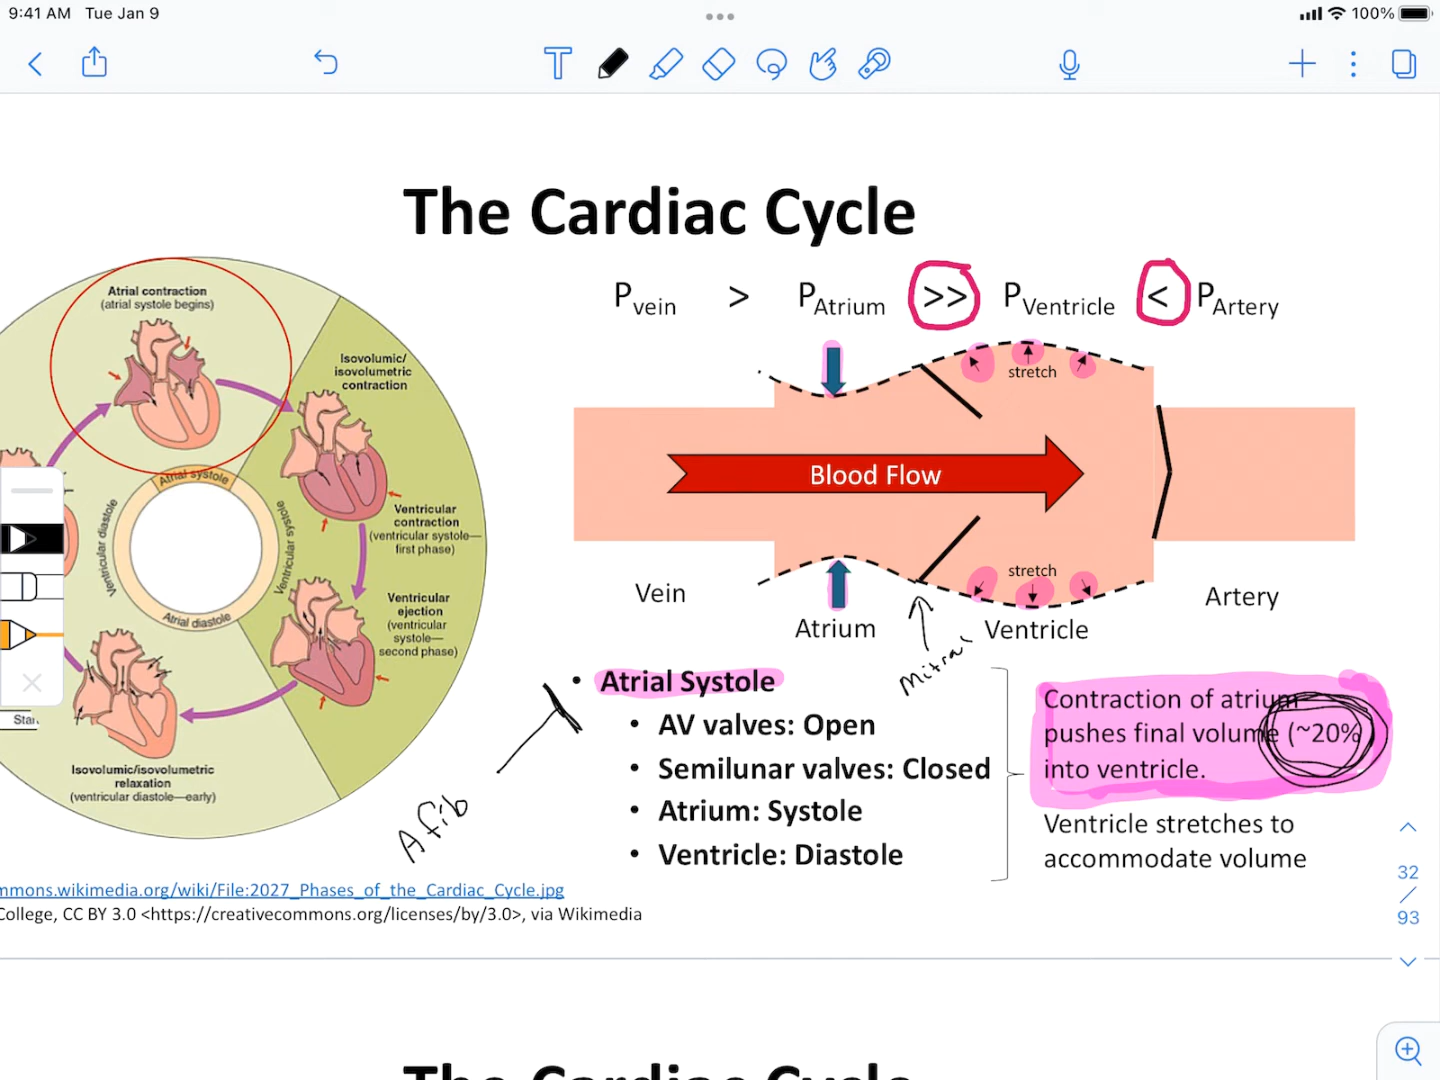 9:41 AM Tue Jan 9
100%
The Cardiac Cycle
Atrial contraction
(atrial systole begins)
Isovolumic/
isovolumetric
contraction
Ventricular
contraction
(ventricular systole—
first phase)
Ventricular
ejection
(ventricular
systole—
second phase)
Isovolumic/isovolumetric
relaxation
(ventricular diastole—early)
Atrial systole
Ventricular systole
Atrial diastole
Ventricular diastole
P vein > P Atrium >> P Ventricle < P Artery
stretch
Blood Flow
stretch
Vein
Atrium
Ventricle
Artery
Mitral
Afib
• Atrial Systole
• AV valves: Open
• Semilunar valves: Closed
• Atrium: Systole
• Ventricle: Diastole
Contraction of atrium
pushes final volume (~20%
into ventricle.
Ventricle stretches to
accommodate volume
mmons.wikimedia.org/wiki/File:2027_Phases_of_the_Cardiac_Cycle.jpg
College, CC BY 3.0 <https://creativecommons.org/licenses/by/3.0>, via Wikimedia
32
/
93
The Cardiac Cycle